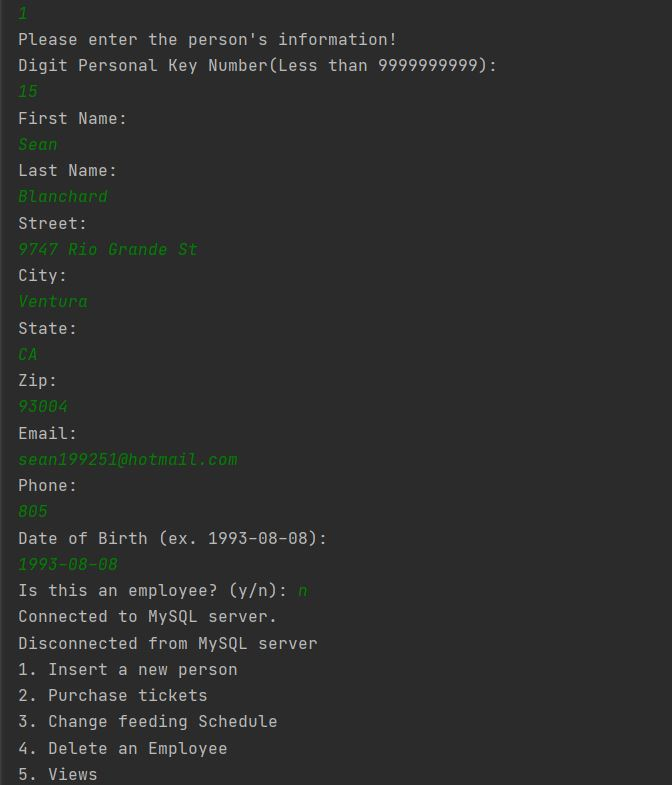 1
Please enter the person's information!
Digit Personal Key Number(Less than 9999999999):
15
First Name:
Sean
Last Name:
Blanchard
Street:
9747 Rio Grande St
City:
Ventura
State:
CA
Zip:
93004
Email:
sean199251@hotmail.com
Phone:
805
Date of Birth (ex. 1993-08-08):
1993-08-08
Is this an employee? (y/n): n
Connected to MySQL server.
Disconnected from MySQL server
1. Insert a new person
2. Purchase tickets
3. Change feeding Schedule
4. Delete an Employee
5. Views